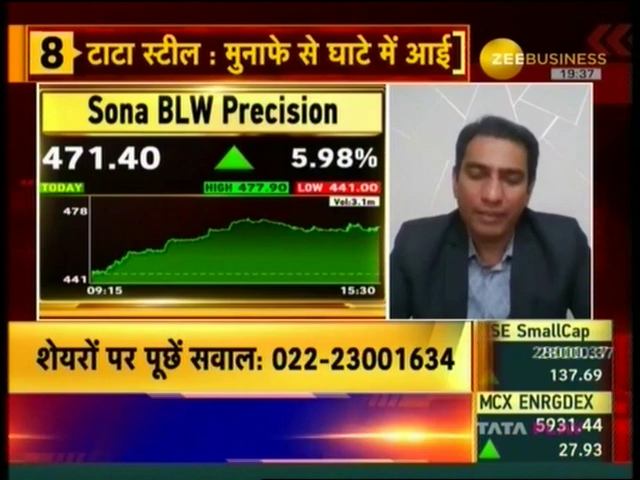 8 टाटा स्टील : मुनाफे से घाटे में आई
ZEE BUSINESS
19:37
Sona BLW Precision
471.40 5.98%
TODAY HIGH 477.90 LOW 441.00
Vol:3.1m
478
441
09:15 15:30
शेयरों पर पूछें सवाल: 022-23001634
SE SmallCap
137.69
MCX ENRGDEX
5931.44
TATA PLAY
27.93